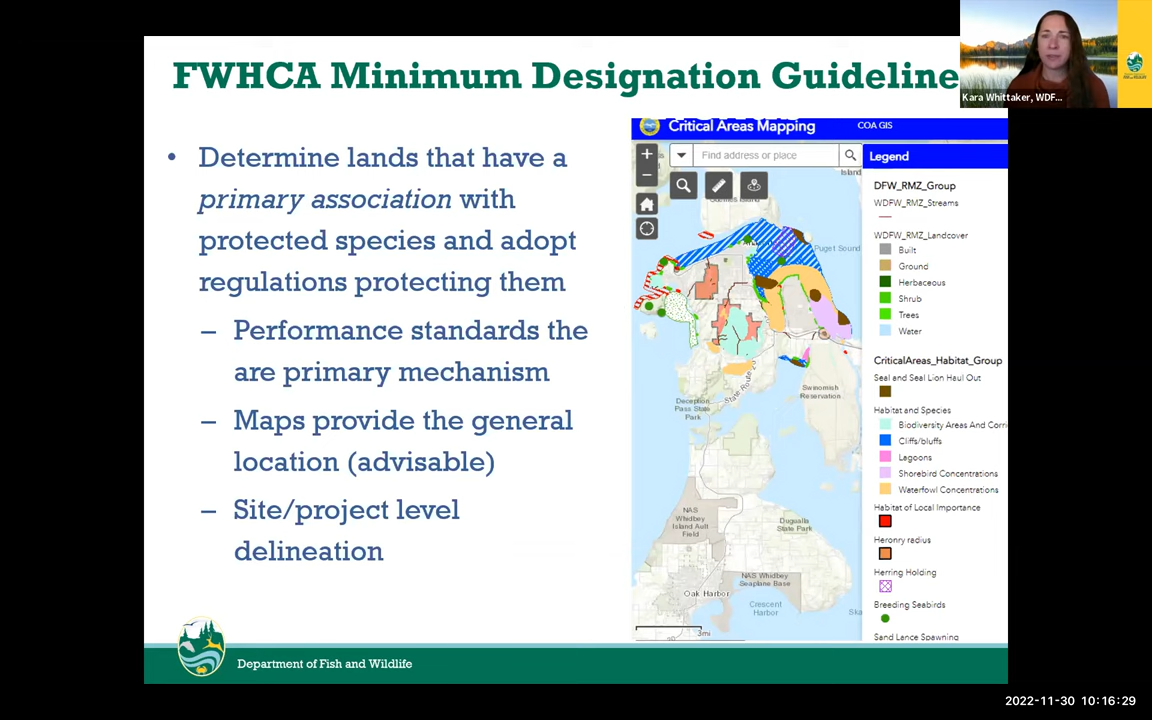 FWHCA Minimum Designation Guideline
Kara Whittaker, WDF...
• Determine lands that have a
primary association with
protected species and adopt
regulations protecting them
– Performance standards the
are primary mechanism
– Maps provide the general
location (advisable)
– Site/project level
delineation
Critical Areas Mapping
COA GIS
Find address or place
Legend
Island
Puget Sound
State Route 20
Deception
Pass State
Park
Swinomish
Reservation
NAS
Whidbey
Island Ault
Field
Dugualla
State Park
NAS Whidbey
Seaplane Base
Oak Harbor
Crescent
Harbor
Ska
3mi
DFW_RMZ_Group
WDFW_RMZ_Streams
WDFW_RMZ_Landcover
Built
Ground
Herbaceous
Shrub
Trees
Water
CriticalAreas_Habitat_Group
Seal and Seal Lion Haul Out
Habitat and Species
Biodiversity Areas And Corri
Cliffs/bluffs
Lagoons
Shorebird Concentrations
Waterfowl Concentrations
Habitat of Local Importance
Heronry radius
Herring Holding
Breeding Seabirds
Sand Lance Spawning
Department of Fish and Wildlife
2022-11-30 10:16:29